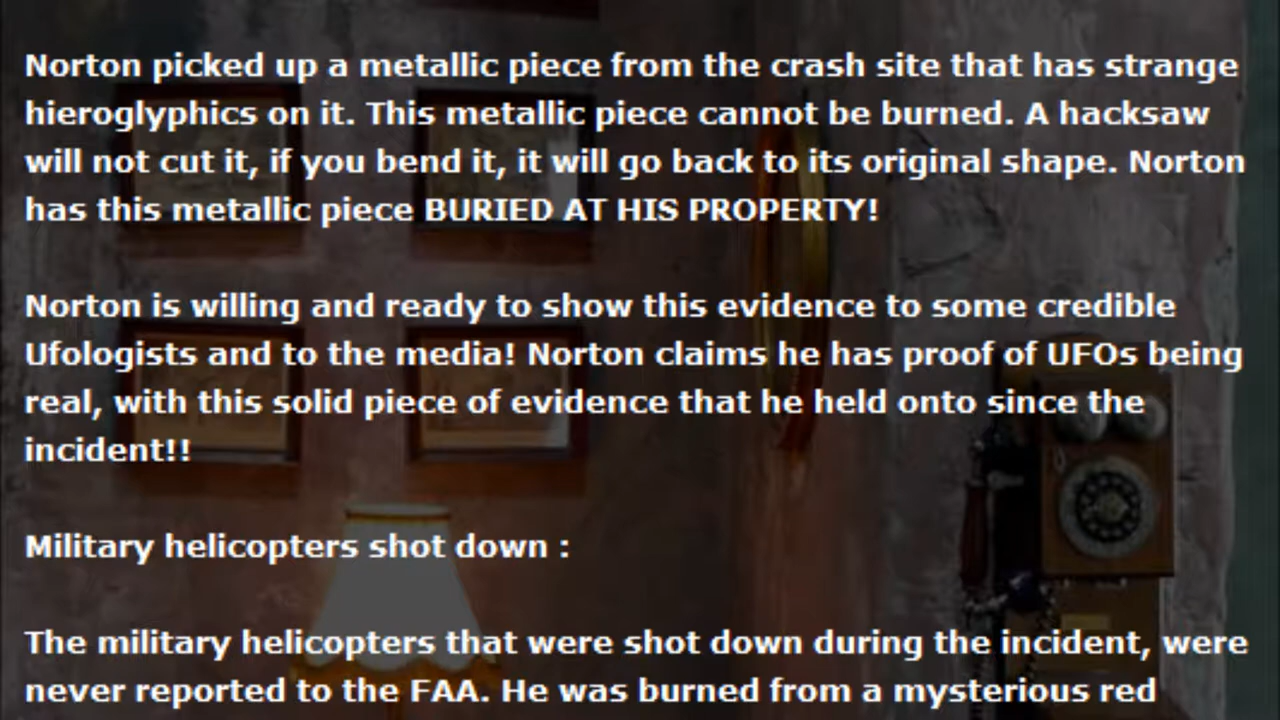 Norton picked up a metallic piece from the crash site that has strange
hieroglyphics on it. This metallic piece cannot be burned. A hacksaw
will not cut it, if you bend it, it will go back to its original shape. Norton
has this metallic piece BURIED AT HIS PROPERTY!
Norton is willing and ready to show this evidence to some credible
Ufologists and to the media! Norton claims he has proof of UFOs being
real, with this solid piece of evidence that he held onto since the
incident!!
Military helicopters shot down :
The military helicopters that were shot down during the incident, were
never reported to the FAA. He was burned from a mysterious red